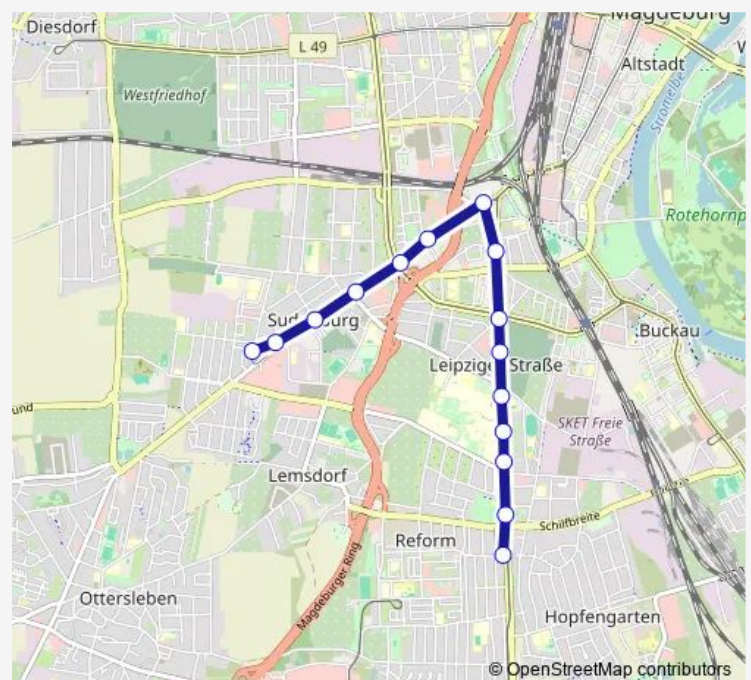 Diesdorf
L 49
Magdeburg
Altstadt
Westfriedhof
Stromelbe
Rotehornp
Sudenburg
Buckau
Leipziger Straße
SKET Freie
Straße
Lemsdorf
Schilfbreite
Reform
Magdeburger Ring
Ottersleben
Hopfengarten
© OpenStreetMap contributors